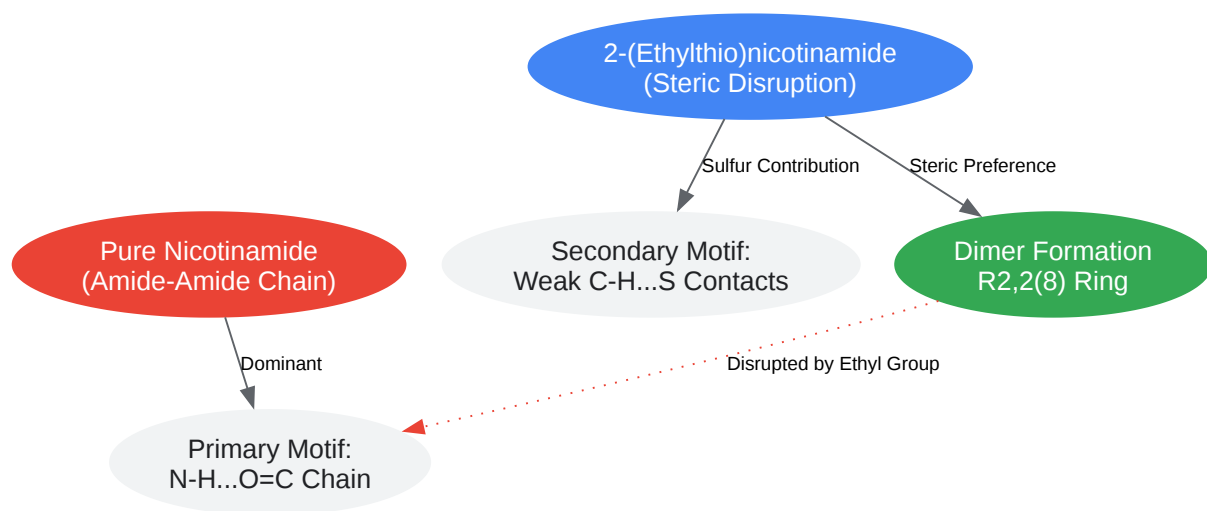 2-(Ethylthio)nicotinamide
(Steric Disruption)
Sulfur Contribution
Steric Preference
Pure Nicotinamide
(Amide-Amide Chain)
Secondary Motif:
Weak C-H...S Contacts
Dimer Formation
R2,2(8) Ring
Dominant
Disrupted by Ethyl Group
Primary Motif:
N-H...O=C Chain